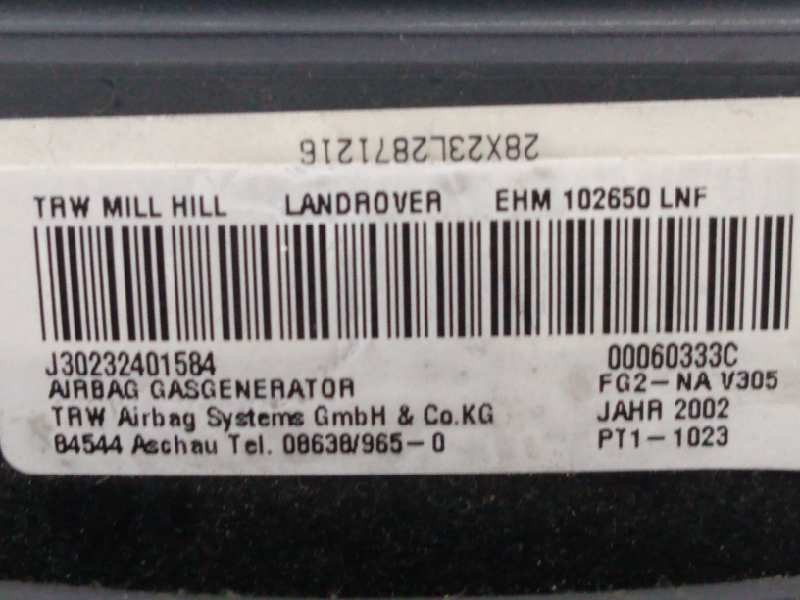 28X23L2871216
TRW MILL HILL LANDROVER EHM 102650 LNF
J30232401584 00060333C
AIRBAG GASGENERATOR FG2-NA V305
TRW Airbag Systems GmbH & Co.KG JAHR 2002
84544 Aschau Tel. 08638/965-0 PT1-1023